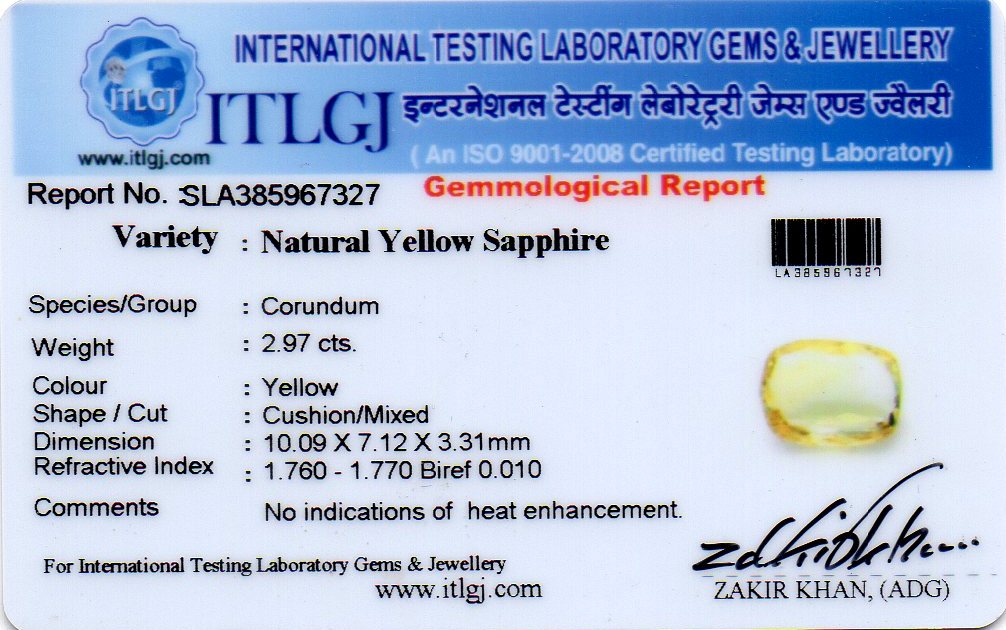 INTERNATIONAL TESTING LABORATORY GEMS & JEWELLERY
ITLGJ
ITLGJ इन्टरनेशनल टेस्टींग लेबोरेट्ररी जेम्स एण्ड ज्वैलरी
www.itlgj.com
( An ISO 9001-2008 Certified Testing Laboratory)
Report No. :SLA385967327
Gemmological Report
Variety : Natural Yellow Sapphire
LA385967327
Species/Group : Corundum
Weight : 2.97 cts.
Colour : Yellow
Shape / Cut : Cushion/Mixed
Dimension : 10.09 X 7.12 X 3.31mm
Refractive Index : 1.760 - 1.770 Biref 0.010
Comments No indications of heat enhancement.
zakirkh....
For International Testing Laboratory Gems & Jewellery
www.itlgj.com
ZAKIR KHAN, (ADG)